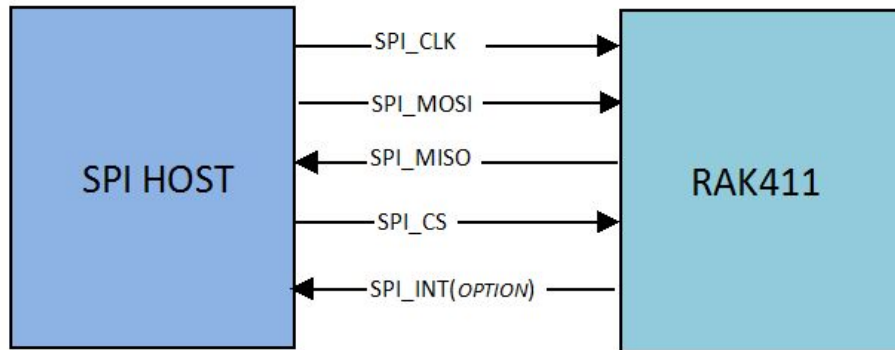 SPI_CLK
SPI_MOSI
SPI_MISO
SPI HOST
RAK411
SPI_CS
SPI_INT(OPTION)